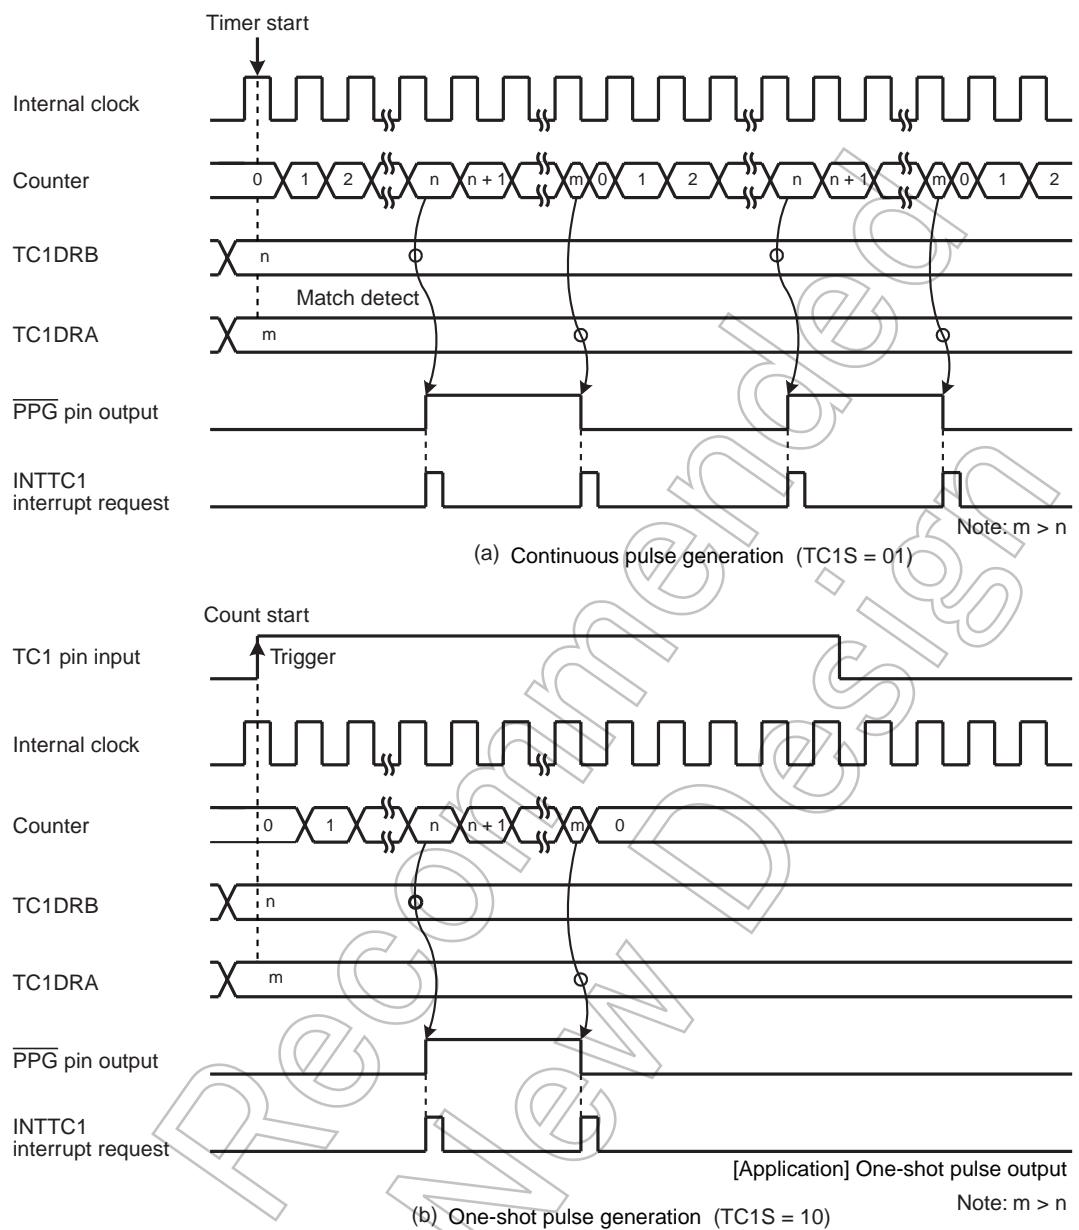 Timer start
Internal clock
Counter 0 1 2 n n + 1 m 0 1 2 n n + 1 m 0 1 2
TC1DRB n
Match detect
TC1DRA m
PPG pin output
INTTC1
interrupt request
Note: m > n
(a) Continuous pulse generation (TC1S = 01)
Count start
TC1 pin input Trigger
Internal clock
Counter 0 1 n n + 1 m 0
TC1DRB n
TC1DRA m
PPG pin output
INTTC1
interrupt request
[Application] One-shot pulse output
Note: m > n
(b) One-shot pulse generation (TC1S = 10)
Recommended
New Design